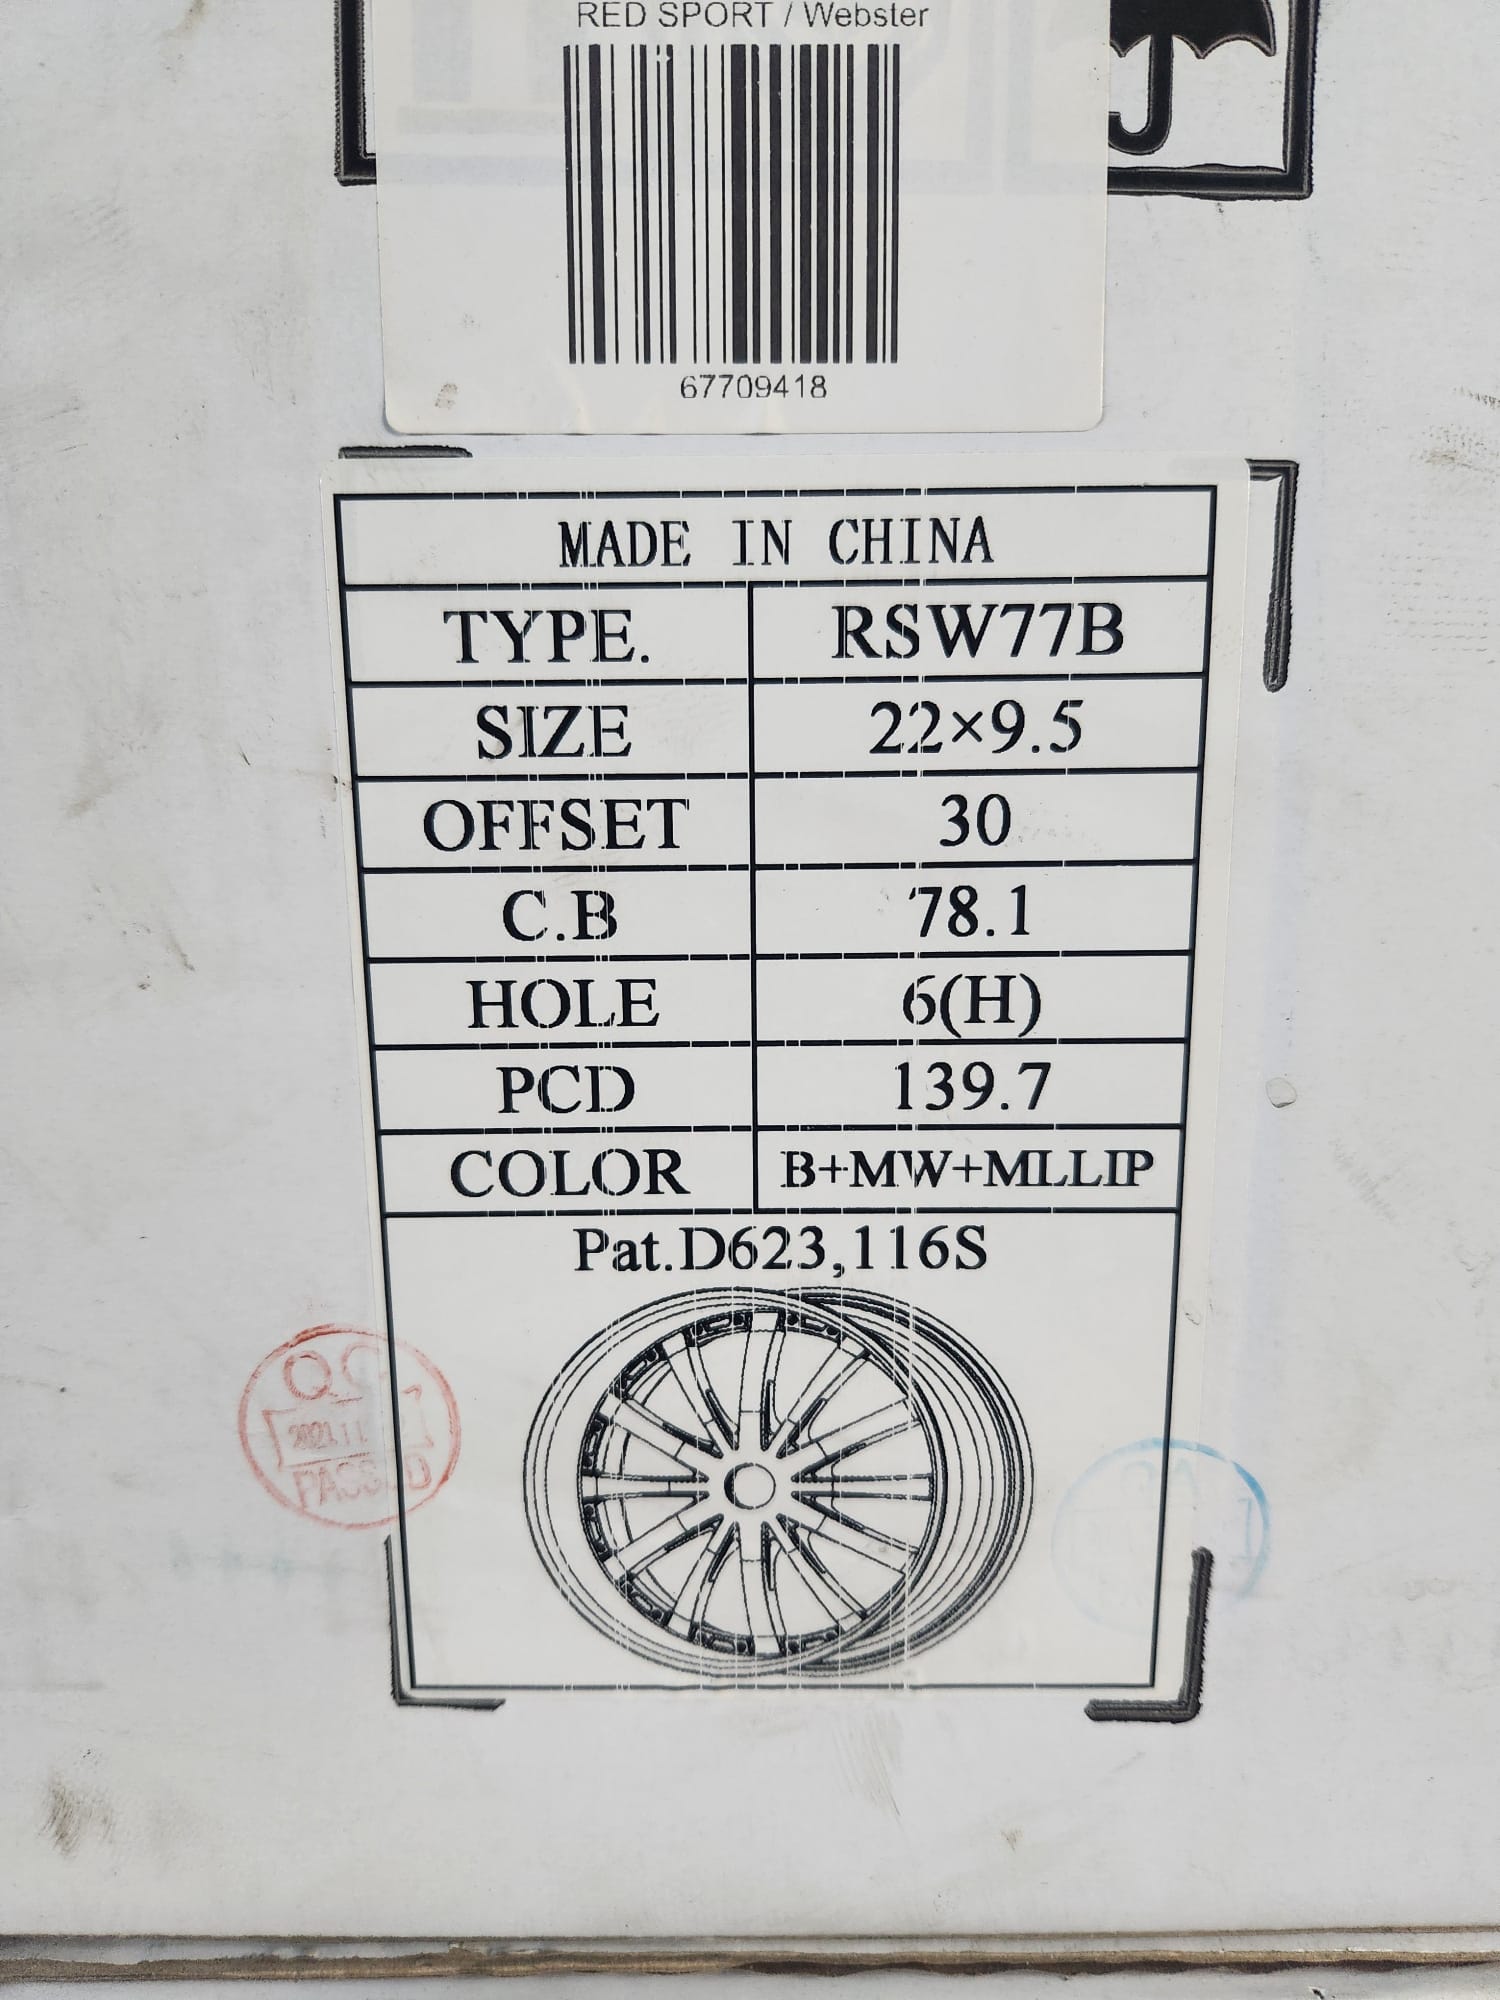 RED SPORT / Webster
67709418
MADE IN CHINA
TYPE. RSW77B
SIZE 22×9.5
OFFSET 30
C.B 78.1
HOLE 6(H)
PCD 139.7
COLOR B+MW+MLLIP
Pat.D623,116S
PASSED